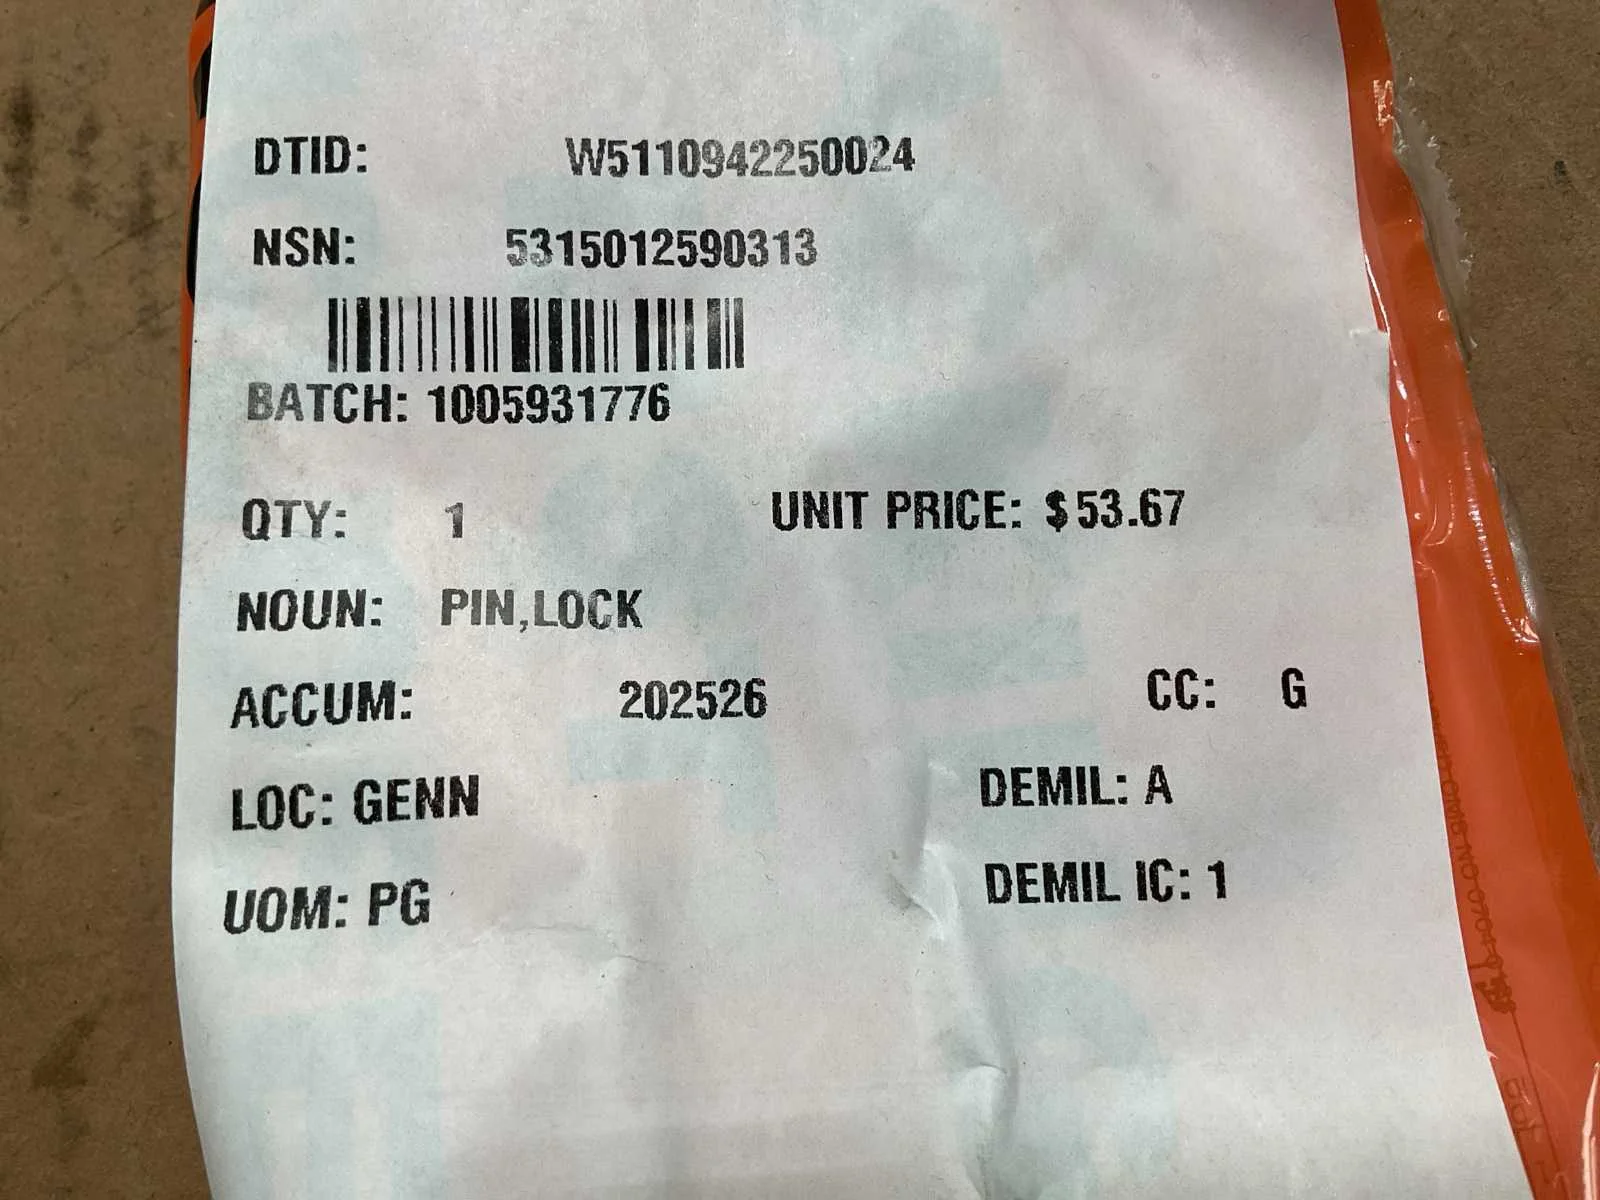 DTID: W5110942250024
NSN: 5315012590313
BATCH: 1005931776
QTY: 1 UNIT PRICE: $53.67
NOUN: PIN,LOCK
ACCUM: 202526 CC: G
LOC: GENN DEMIL: A
UOM: PG DEMIL IC: 1